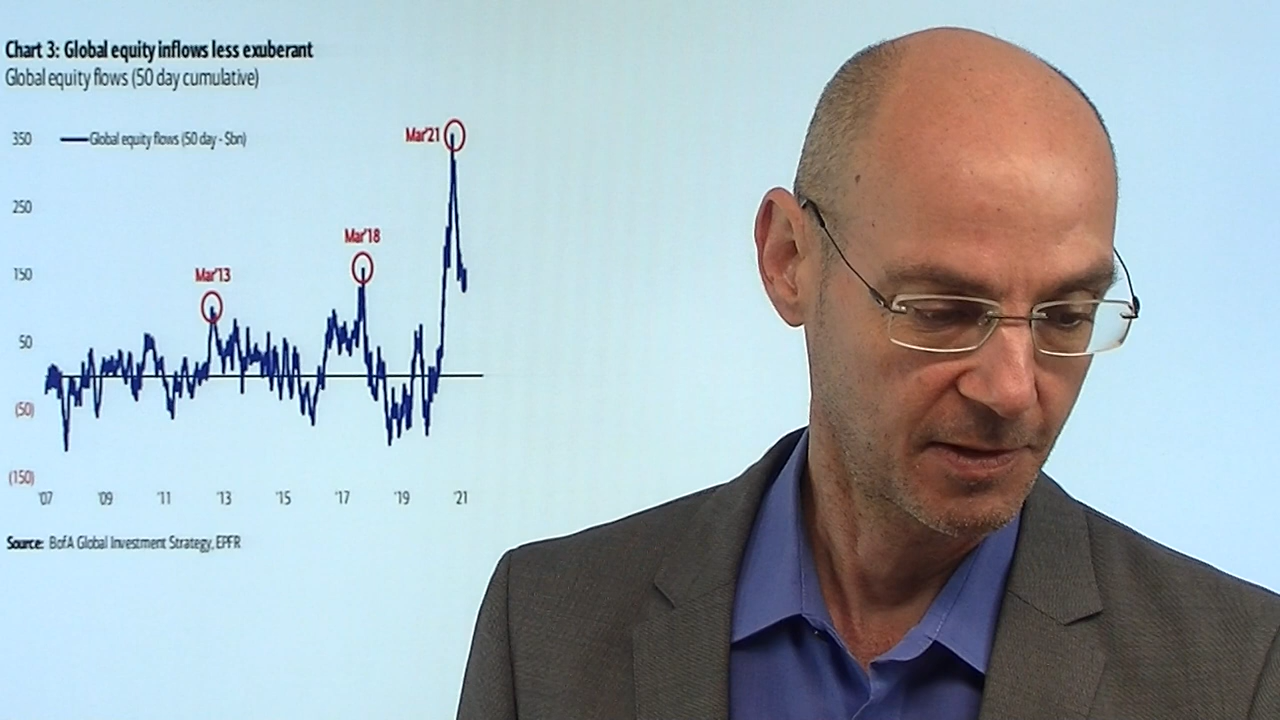 Chart 3: Global equity inflows less exuberant
Global equity flows (50 day cumulative)
350
Global equity flows (50 day - $bn)
Mar'21
250
Mar'18
150
Mar'13
50
(50)
(150)
'07 '09 '11 '13 '15 '17 '19 '21
Source: BofA Global Investment Strategy, EPFR